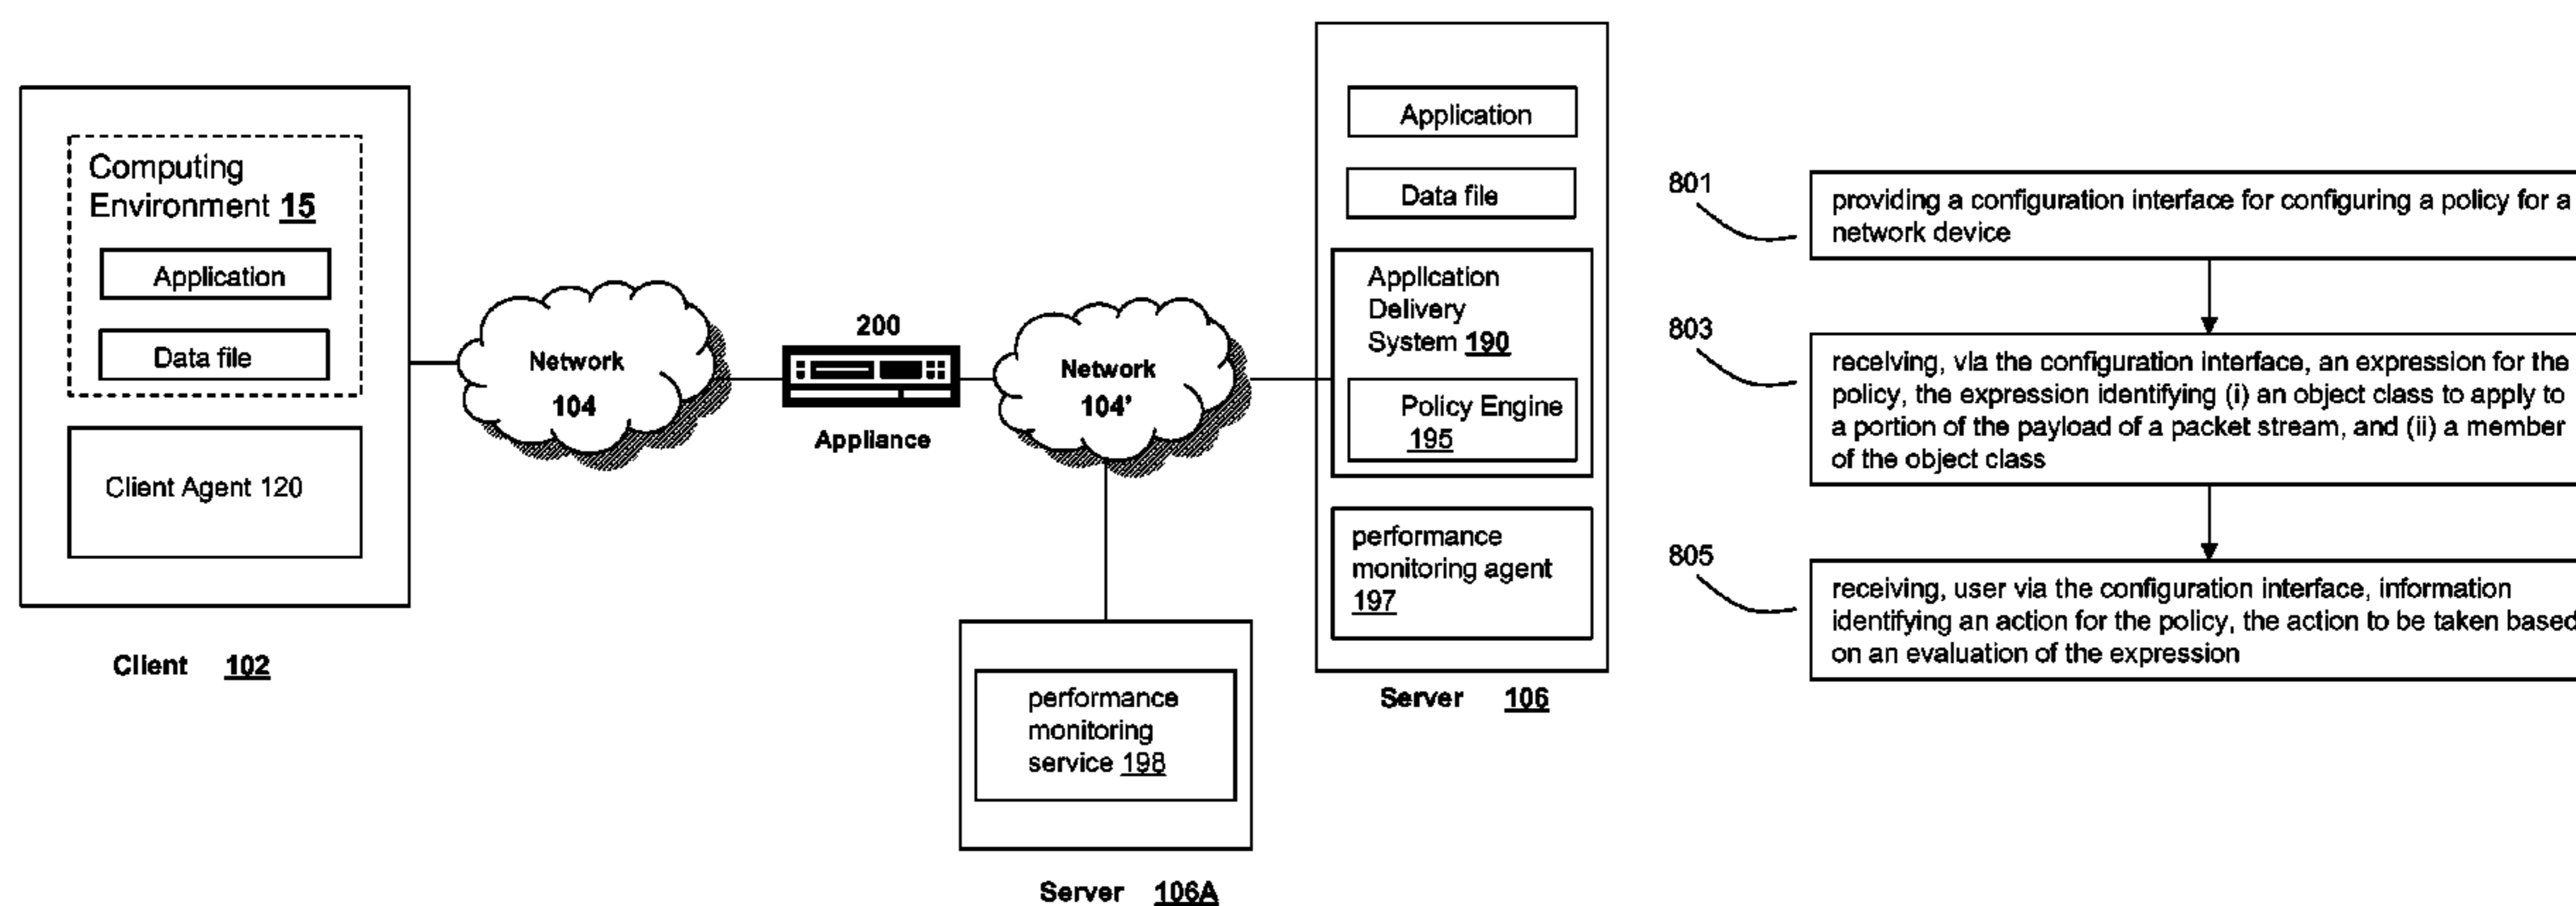 Computing
Environment 15
Application
Data file
Client Agent 120
Client 102
Network
104
200
Appliance
Network
104'
performance
monitoring
service 198
Server 106A
Application
Data file
Application
Delivery
System 190
Policy Engine
195
performance
monitoring agent
197
Server 106
801
providing a configuration interface for configuring a policy for a
network device
803
receiving, via the configuration interface, an expression for the
policy, the expression identifying (i) an object class to apply to
a portion of the payload of a packet stream, and (ii) a member
of the object class
805
receiving, user via the configuration interface, information
identifying an action for the policy, the action to be taken based
on an evaluation of the expression